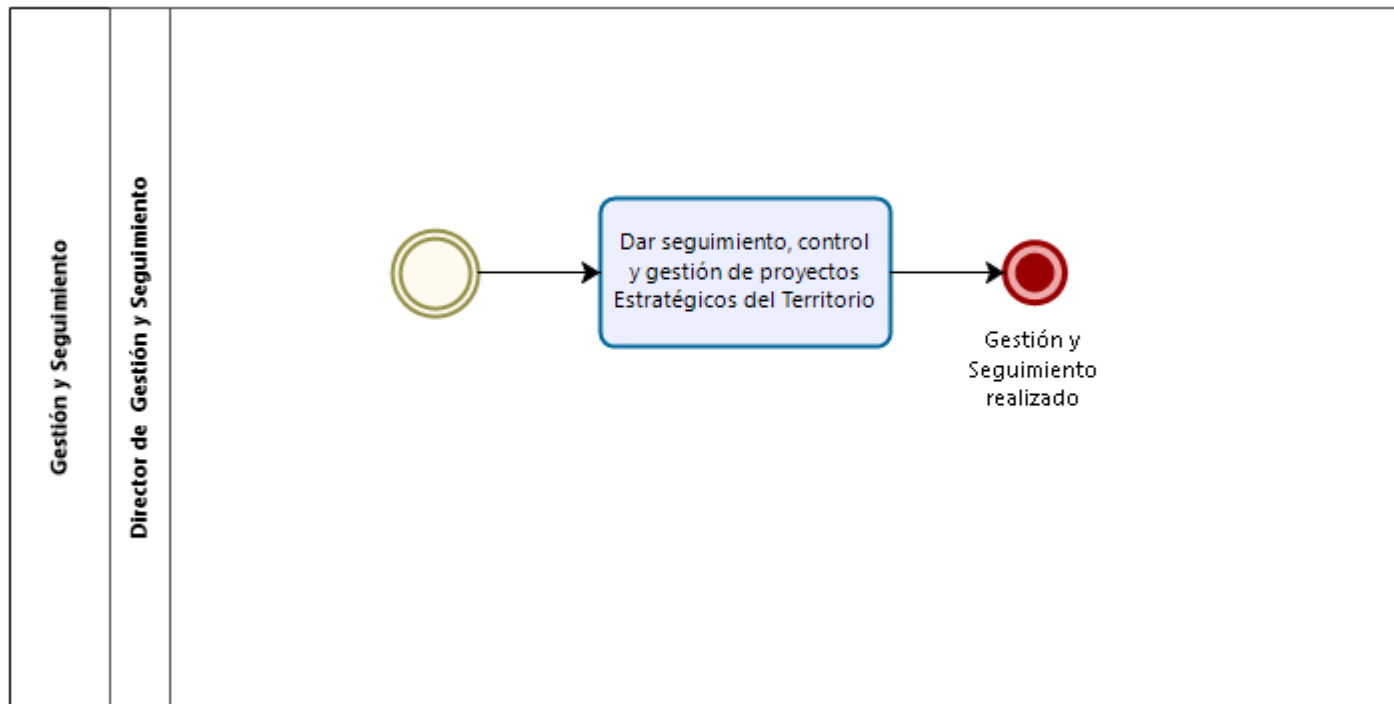 Gestión y Seguimiento
Director de  Gestión y Seguimiento
Dar seguimiento, control
y gestión de proyectos
Estratégicos del Territorio
Gestión y
Seguimiento
realizado